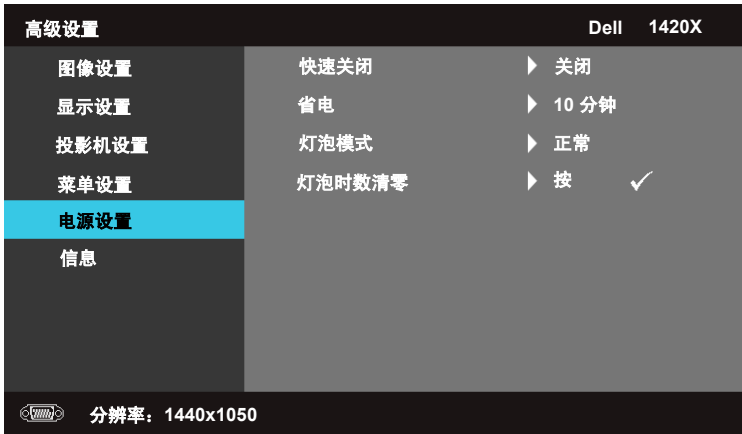 高级设置 Dell 1420X
图像设置 快速关闭 关闭
显示设置 省电 10 分钟
投影机设置 灯泡模式 正常
菜单设置 灯泡时数清零 按
电源设置
信息
分辨率：1440x1050